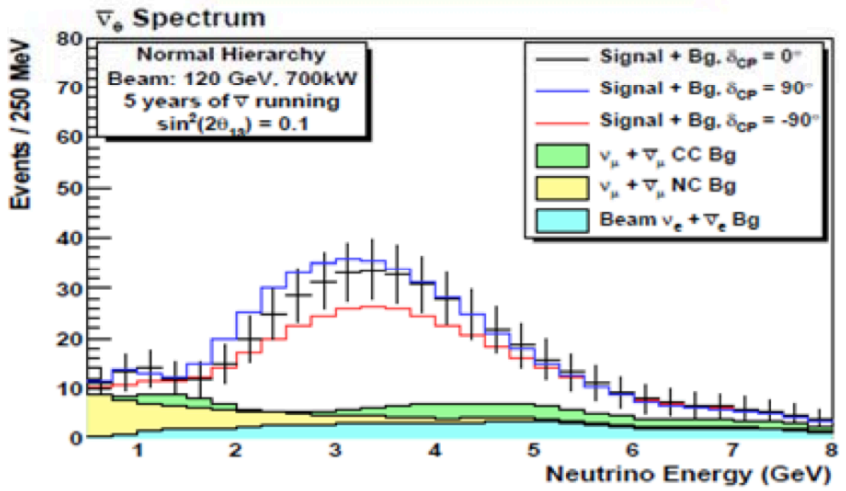 ν̅e Spectrum
Events / 250 MeV
80
70
60
50
40
30
20
10
0
Normal Hierarchy
Beam: 120 GeV, 700kW
5 years of ν̅ running
sin²(2θ₁₃) = 0.1
Signal + Bg, δCP = 0°
Signal + Bg, δCP = 90°
Signal + Bg, δCP = -90°
νμ + ν̅μ CC Bg
νμ + ν̅μ NC Bg
Beam νe + ν̅e Bg
1 2 3 4 5 6 7 8
Neutrino Energy (GeV)